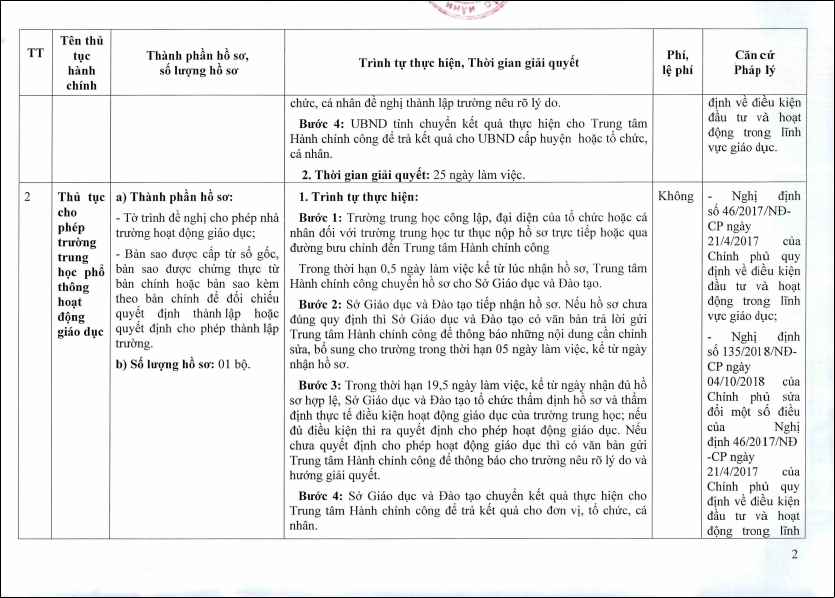 TT
Tên thủ
tục
hành
chính
Thành phần hồ sơ,
số lượng hồ sơ
Trình tự thực hiện, Thời gian giải quyết
Phí,
lệ phí
Căn cứ
Pháp lý
chức, cá nhân đề nghị thành lập trường nêu rõ lý do.
Bước 4: UBND tỉnh chuyển kết quả thực hiện cho Trung tâm
Hành chính công để trả kết quả cho UBND cấp huyện hoặc tổ chức,
cá nhân.
2. Thời gian giải quyết: 25 ngày làm việc.
định về điều kiện
đầu tư và hoạt
động trong lĩnh
vực giáo dục.
2
Thủ tục
cho
phép
trường
trung
học phổ
thông
hoạt
động
giáo dục
a) Thành phần hồ sơ:
- Tờ trình đề nghị cho phép nhà
trường hoạt động giáo dục;
- Bản sao được cấp từ sổ gốc,
bản sao được chứng thực từ
bản chính hoặc bản sao kèm
theo bản chính để đối chiếu
quyết định thành lập hoặc
quyết định cho phép thành lập
trường.
b) Số lượng hồ sơ: 01 bộ.
1. Trình tự thực hiện:
Bước 1: Trường trung học công lập, đại diện của tổ chức hoặc cá
nhân đối với trường trung học tư thục nộp hồ sơ trực tiếp hoặc qua
đường bưu chính đến Trung tâm Hành chính công
Trong thời hạn 0,5 ngày làm việc kể từ lúc nhận hồ sơ, Trung tâm
Hành chính công chuyển hồ sơ cho Sở Giáo dục và Đào tạo.
Bước 2: Sở Giáo dục và Đào tạo tiếp nhận hồ sơ. Nếu hồ sơ chưa
đúng quy định thì Sở Giáo dục và Đào tạo có văn bản trả lời gửi
Trung tâm Hành chính công để thông báo những nội dung cần chỉnh
sửa, bổ sung cho trường trong thời hạn 05 ngày làm việc, kể từ ngày
nhận hồ sơ.
Bước 3: Trong thời hạn 19,5 ngày làm việc, kể từ ngày nhận đủ hồ
sơ hợp lệ, Sở Giáo dục và Đào tạo tổ chức thẩm định hồ sơ và thẩm
định thực tế điều kiện hoạt động giáo dục của trường trung học; nếu
đủ điều kiện thì ra quyết định cho phép hoạt động giáo dục. Nếu
chưa quyết định cho phép hoạt động giáo dục thì có văn bản gửi
Trung tâm Hành chính công để thông báo cho trường nêu rõ lý do và
hướng giải quyết.
Bước 4: Sở Giáo dục và Đào tạo chuyển kết quả thực hiện cho
Trung tâm Hành chính công để trả kết quả cho đơn vị, tổ chức, cá
nhân.
Không
- Nghị định
số 46/2017/NĐ-
CP ngày
21/4/2017 của
Chính phủ quy
định về điều kiện
đầu tư và hoạt
động trong lĩnh
vực giáo dục;
- Nghị định
số 135/2018/NĐ-
CP ngày
04/10/2018 của
Chính phủ sửa
đổi một số điều
của Nghị
định 46/2017/NĐ
-CP ngày
21/4/2017 của
Chính phủ quy
định về điều kiện
đầu tư và hoạt
động trong lĩnh
2